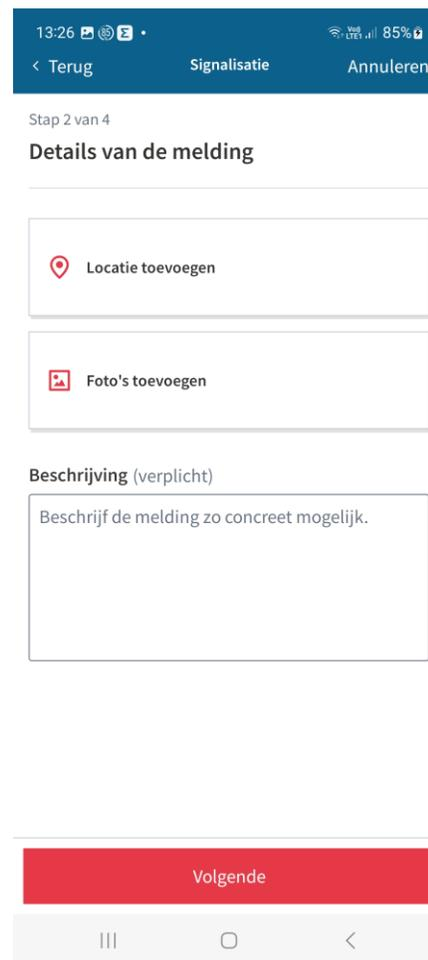 13:26
85%
< Terug
Signalisatie
Annuleren
Stap 2 van 4
Details van de melding
Locatie toevoegen
Foto's toevoegen
Beschrijving (verplicht)
Beschrijf de melding zo concreet mogelijk.
Volgende